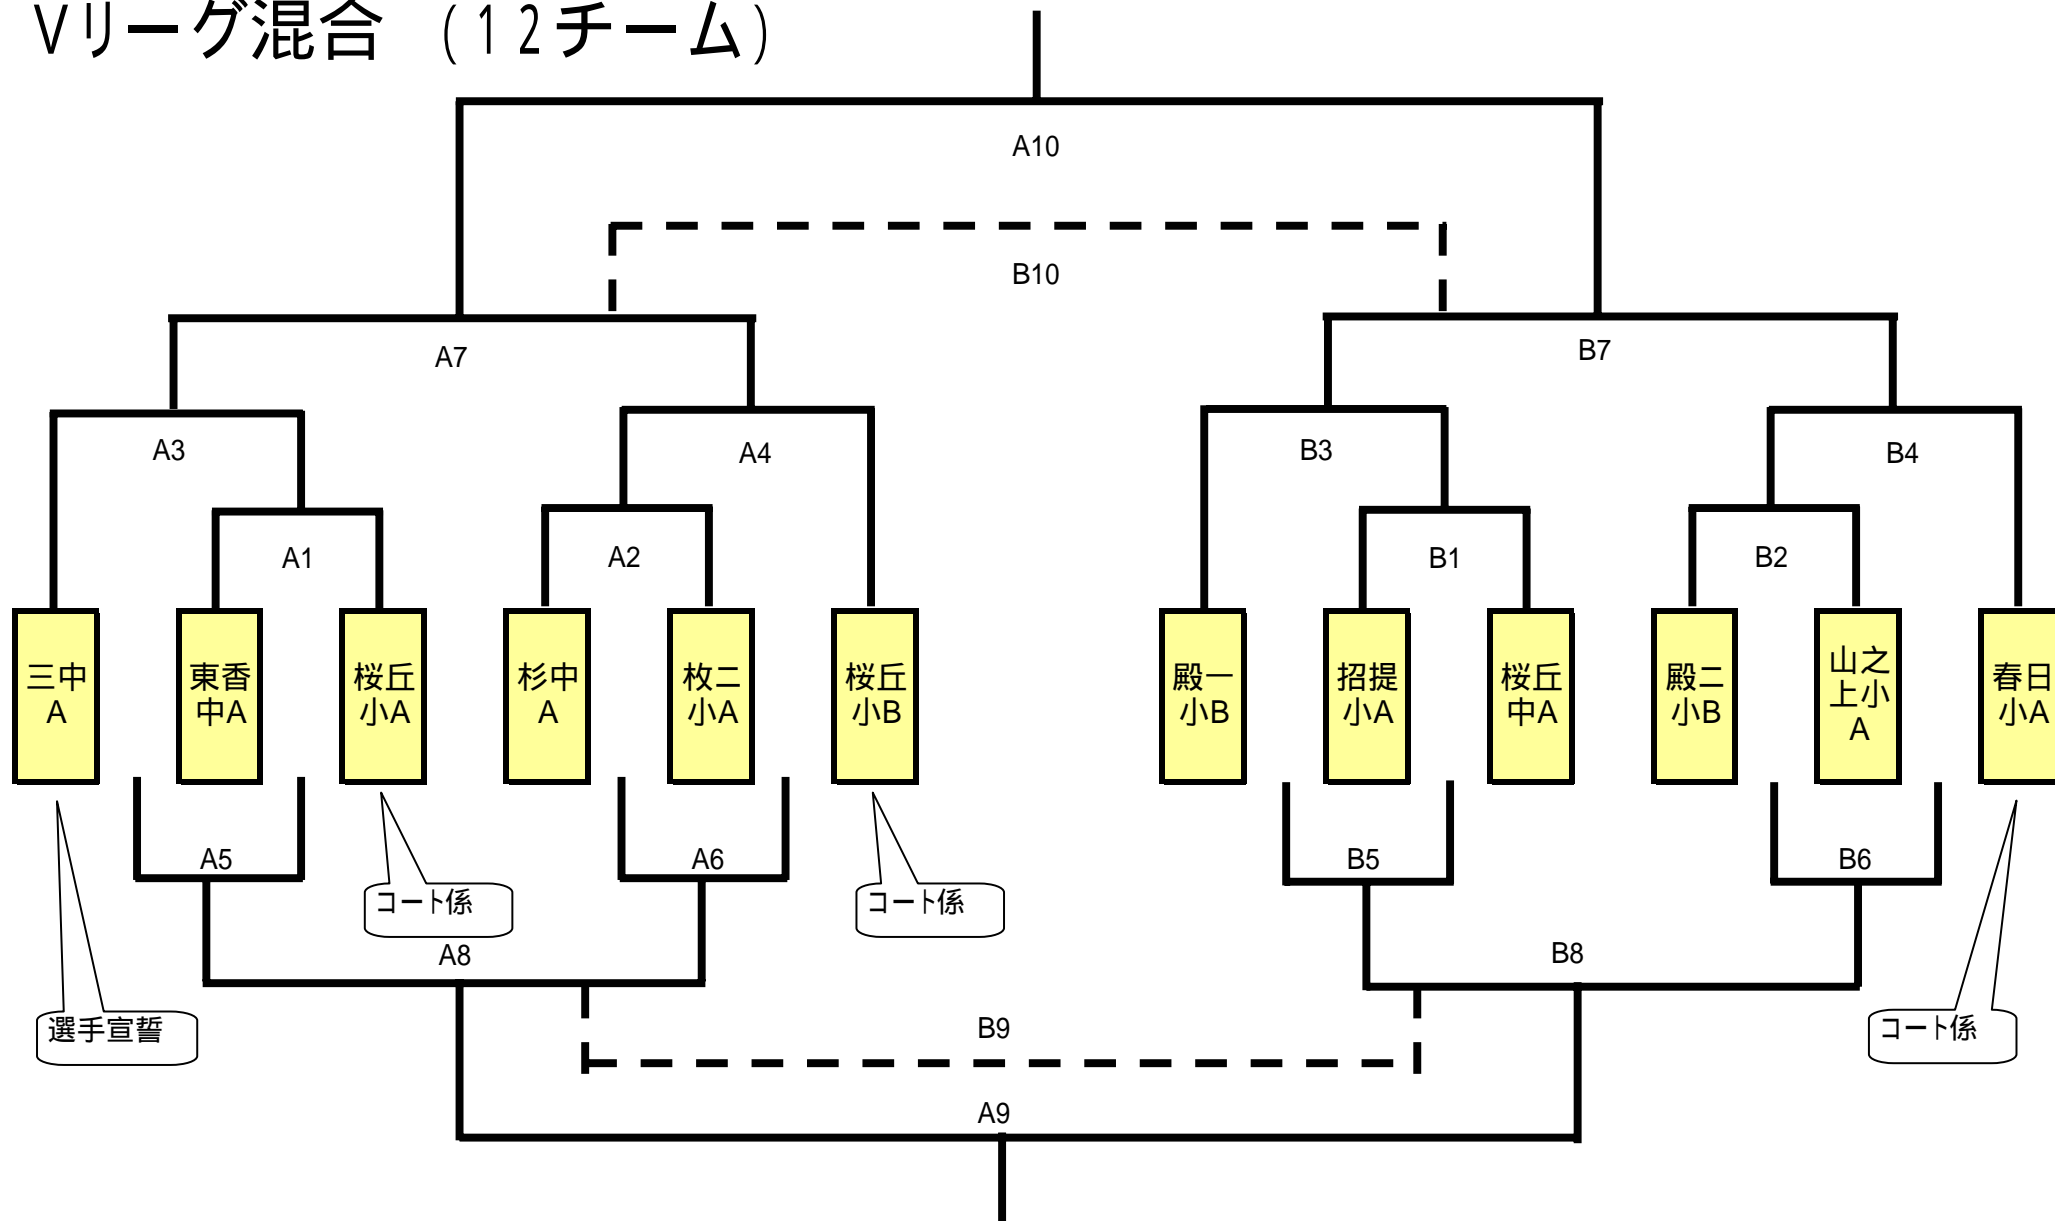 Vリーグ混合　(12チーム)
A10
B10
A7
B7
A3
A4
B3
B4
A1
A2
B1
B2
三中
A
東香
中A
桜丘
小A
杉中
A
枚二
小A
桜丘
小B
殿一
小B
招提
小A
桜丘
中A
殿二
小B
山之
上小
A
春日
小A
A5
A6
B5
B6
コート係
コート係
A8
B8
選手宣誓
B9
コート係
A9